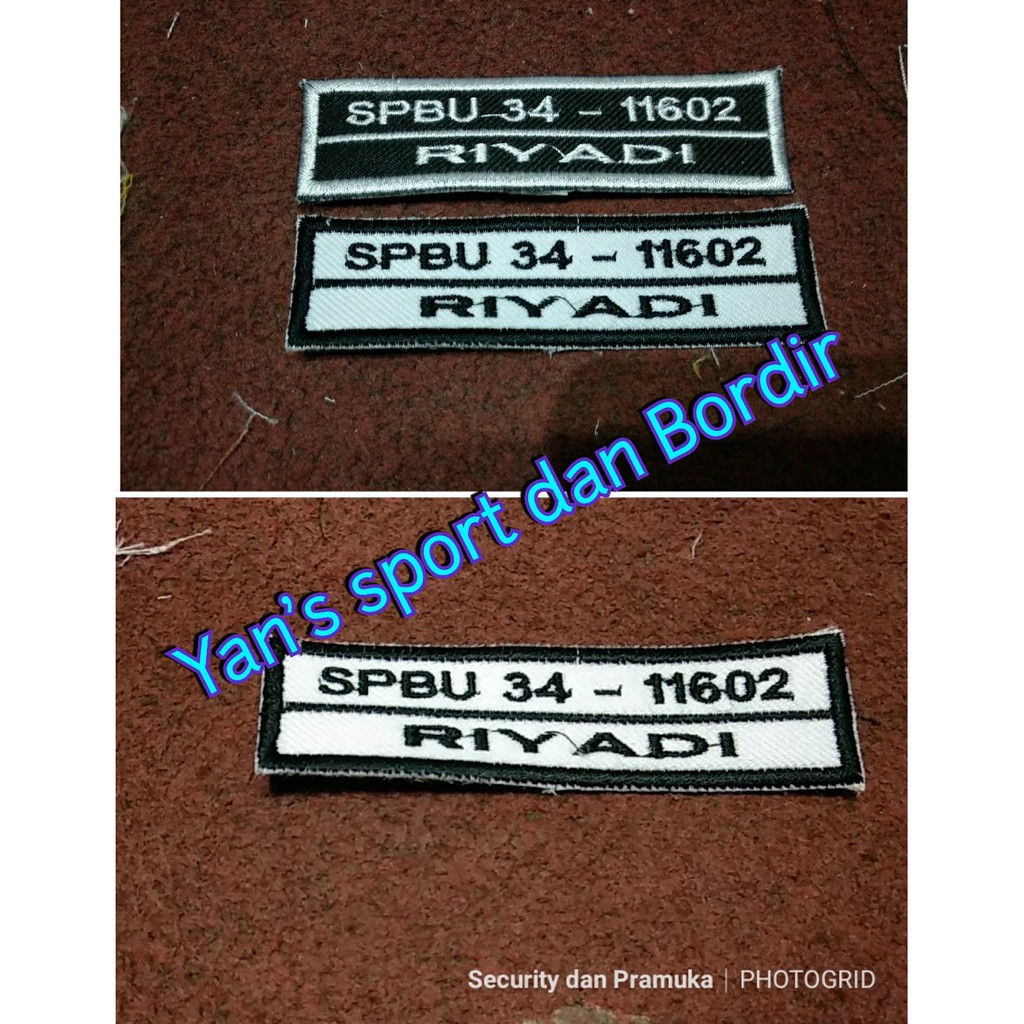 SPBU 34 - 11602
RIYADI
SPBU 34 - 11602
RIYADI
Yan's sport dan Bordir
SPBU 34 - 11602
RIYADI
Security dan Pramuka | PHOTOGRID